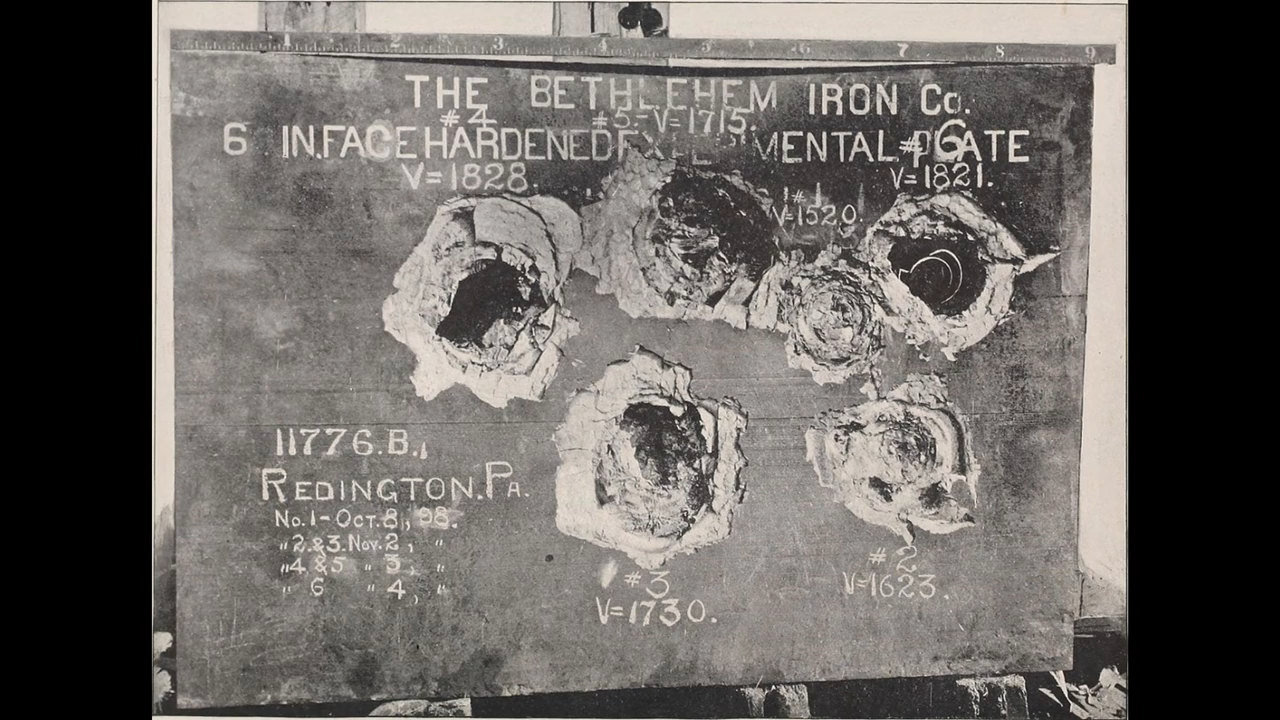 1 2 3 4 5 6 7 8 9
THE BETHLEHEM IRON Co.
#4 #5-V=1715.
6 IN. FACE HARDENED MENTAL PLATE
#6
V=1828. V=1821.
#1
V=1520.
11776.B.1
REDINGTON. PA.
No. 1-OCT. 8, 98.
" 2.&3. Nov. 2, "
" 4 &5 " 3, "
" 6 " 4, "
#3
V=1730.
#2
V=1623.